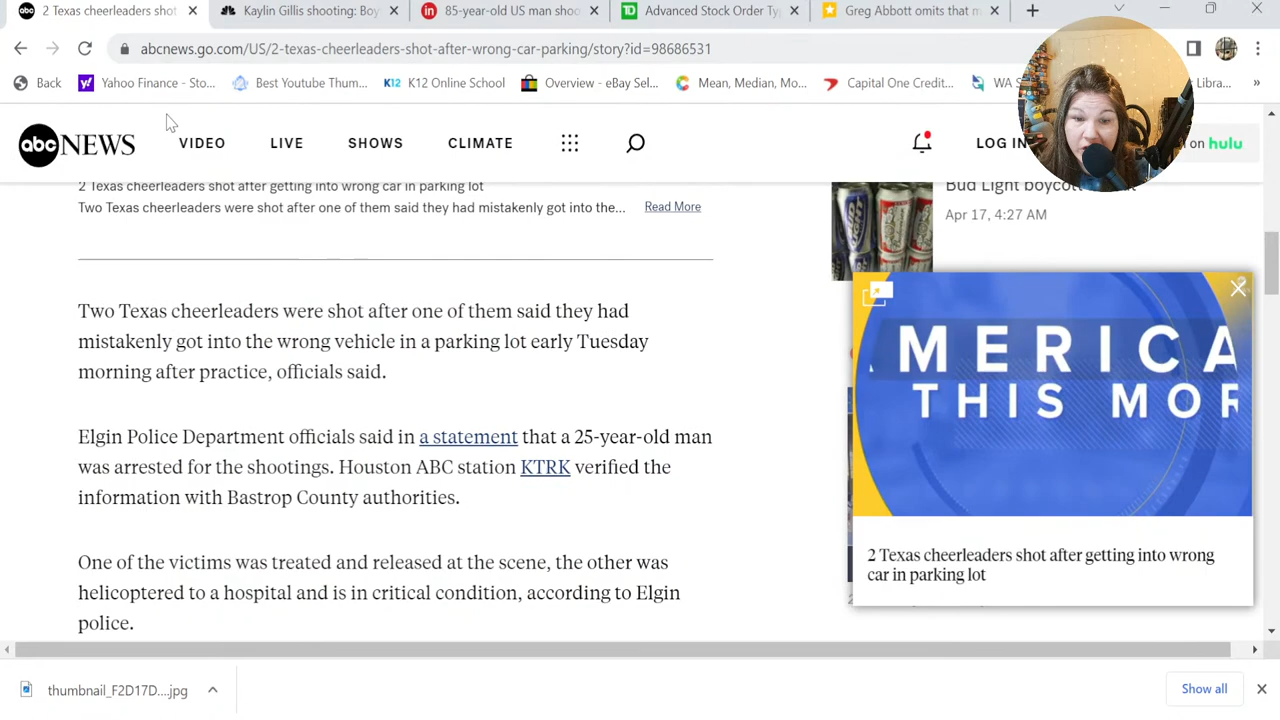 2 Texas cheerleaders shot
Kaylin Gillis shooting: Boy
85-year-old US man shoo
Advanced Stock Order Ty
Greg Abbott omits that m
abcnews.go.com/US/2-texas-cheerleaders-shot-after-wrong-car-parking/story?id=98686531
Back
Yahoo Finance - Sto...
Best Youtube Thum...
K12 K12 Online School
Overview - eBay Sel...
Mean, Median, Mo...
Capital One Credit...
WA S
Libra...
»
abc NEWS
VIDEO
LIVE
SHOWS
CLIMATE
LOG IN
on hulu
2 Texas cheerleaders shot after getting into wrong car in parking lot
Two Texas cheerleaders were shot after one of them said they had mistakenly got into the... Read More
Bud Light boycott
Apr 17, 4:27 AM
Two Texas cheerleaders were shot after one of them said they had
mistakenly got into the wrong vehicle in a parking lot early Tuesday
morning after practice, officials said.
Elgin Police Department officials said in a statement that a 25-year-old man
was arrested for the shootings. Houston ABC station KTRK verified the
information with Bastrop County authorities.
One of the victims was treated and released at the scene, the other was
helicoptered to a hospital and is in critical condition, according to Elgin
police.
MERICA
THIS MOR
2 Texas cheerleaders shot after getting into wrong
car in parking lot
thumbnail_F2D17D....jpg
Show all